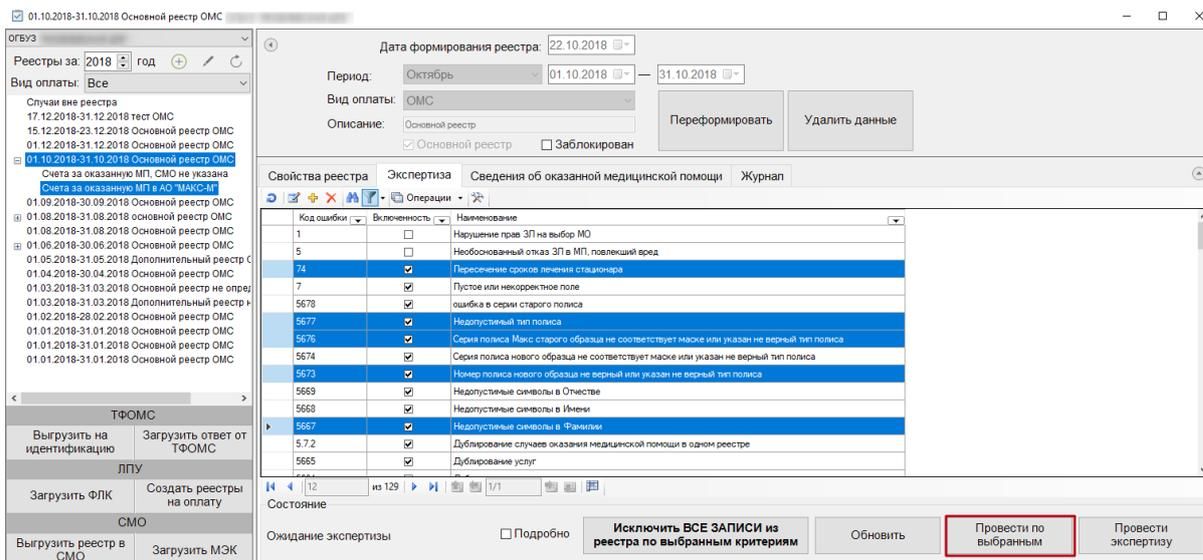 01.10.2018-31.10.2018 Основной реестр ОМС
ОГБУЗ
Реестры за: 2018 год
Вид оплаты: Все
Случаи вне реестра
17.12.2018-31.12.2018 тест ОМС
15.12.2018-23.12.2018 Основной реестр ОМС
01.12.2018-31.12.2018 Основной реестр ОМС
01.10.2018-31.10.2018 Основной реестр ОМС
Счета за оказанную МП, СМО не указана
Счета за оказанную МП в АО "МАКС-М"
01.09.2018-30.09.2018 Основной реестр ОМС
01.08.2018-31.08.2018 основной реестр ОМС
01.08.2018-31.08.2018 Основной реестр ОМС
01.06.2018-30.06.2018 Основной реестр ОМС
01.05.2018-31.05.2018 Дополнительный реестр
01.04.2018-30.04.2018 Основной реестр ОМС
01.03.2018-31.03.2018 Основной реестр не опред
01.03.2018-31.03.2018 Дополнительный реестр
01.02.2018-28.02.2018 Основной реестр ОМС
01.01.2018-31.01.2018 Основной реестр ОМС
01.01.2018-31.01.2018 Основной реестр ОМС
01.01.2018-31.01.2018 Основной реестр ОМС
ТФОМС
Выгрузить на идентификацию
Загрузить ответ от ТФОМС
ЛПУ
Загрузить ФЛК
Создать реестры на оплату
СМО
Выгрузить реестр в СМО
Загрузить МЭК
Дата формирования реестра: 22.10.2018
Период: Октябрь 01.10.2018 — 31.10.2018
Вид оплаты: ОМС
Описание: Основной реестр
Основной реестр Заблокирован
Переформировать
Удалить данные
Свойства реестра Экспертиза Сведения об оказанной медицинской помощи Журнал
Операции
Код ошибки Включенность Наименование
1 Нарушение прав ЗЛ на выбор МО
5 Необоснованный отказ ЗЛ в МП, повлекший вред
74 Пересечение сроков лечения стационара
7 Пустое или некорректное поле
5678 ошибка в серии старого полиса
5677 Недопустимый тип полиса
5676 Серия полиса Макс старого образца не соответствует маске или указан не верный тип полиса
5674 Серия полиса нового образца не соответствует маске или указан не верный тип полиса
5673 Номер полиса нового образца не верный или указан не верный тип полиса
5669 Недопустимые символы в Отчестве
5668 Недопустимые символы в Имени
5667 Недопустимые символы в Фамилии
5.7.2 Дублирование случаев оказания медицинской помощи в одном реестре
5665 Дублирование услуг
12 из 129 1/1
Состояние
Ожидание экспертизы
Подробно
Исключить ВСЕ ЗАПИСИ из реестра по выбранным критериям
Обновить
Провести по выбранным
Провести экспертизу